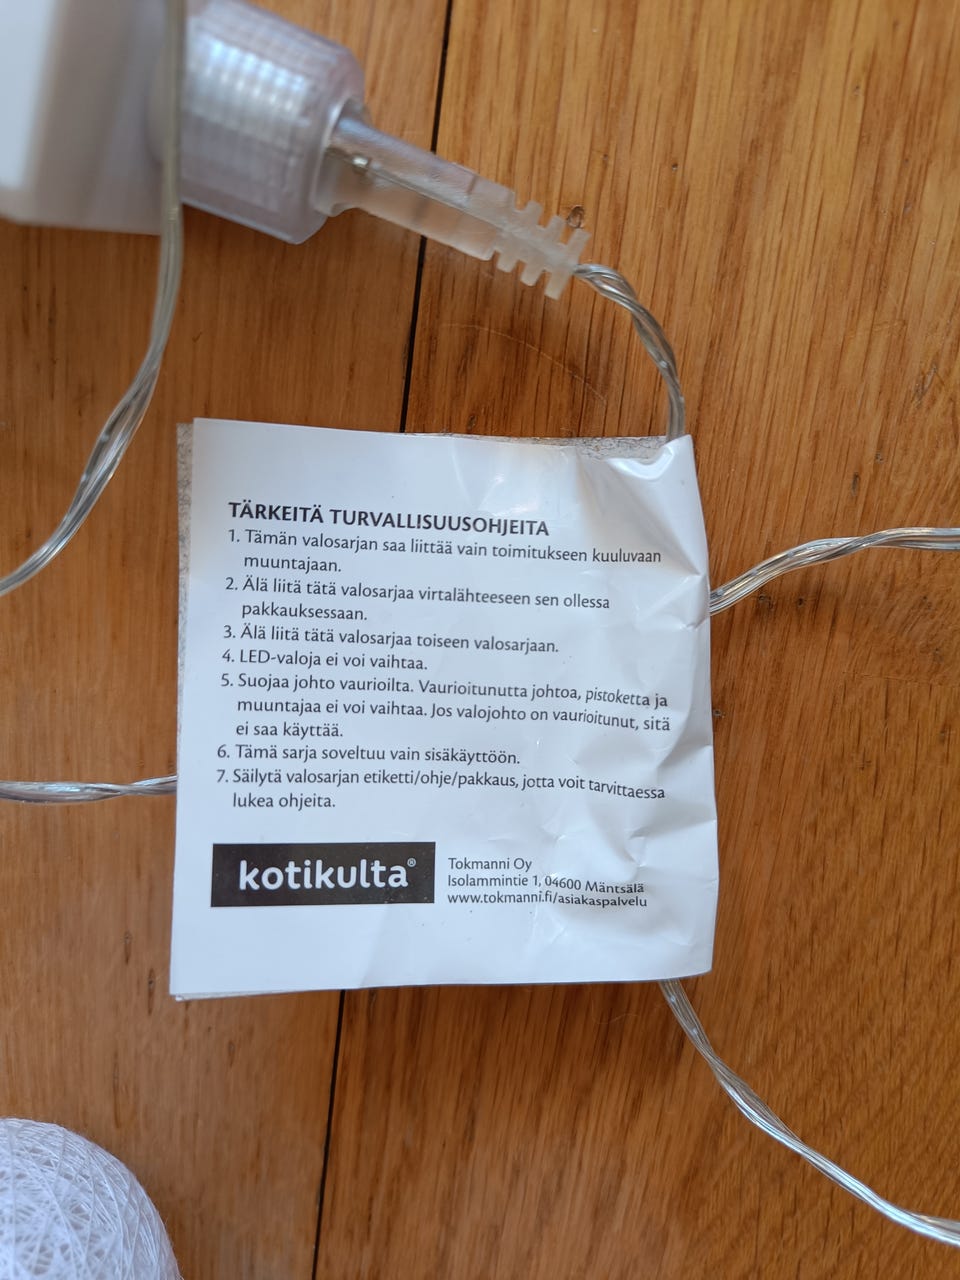 TÄRKEITÄ TURVALLISUUSOHJEITA
1. Tämän valosarjan saa liittää vain toimitukseen kuuluvaan
muuntajaan.
2. Älä liitä tätä valosarjaa virtalähteeseen sen ollessa
pakkauksessaan.
3. Älä liitä tätä valosarjaa toiseen valosarjaan.
4. LED-valoja ei voi vaihtaa.
5. Suojaa johto vaurioilta. Vaurioitunutta johtoa, pistoketta ja
muuntajaa ei voi vaihtaa. Jos valojohto on vaurioitunut, sitä
ei saa käyttää.
6. Tämä sarja soveltuu vain sisäkäyttöön.
7. Säilytä valosarjan etiketti/ohje/pakkaus, jotta voit tarvittaessa
lukea ohjeita.
kotikulta®
Tokmanni Oy
Isolammintie 1, 04600 Mäntsälä
www.tokmanni.fi/asiakaspalvelu